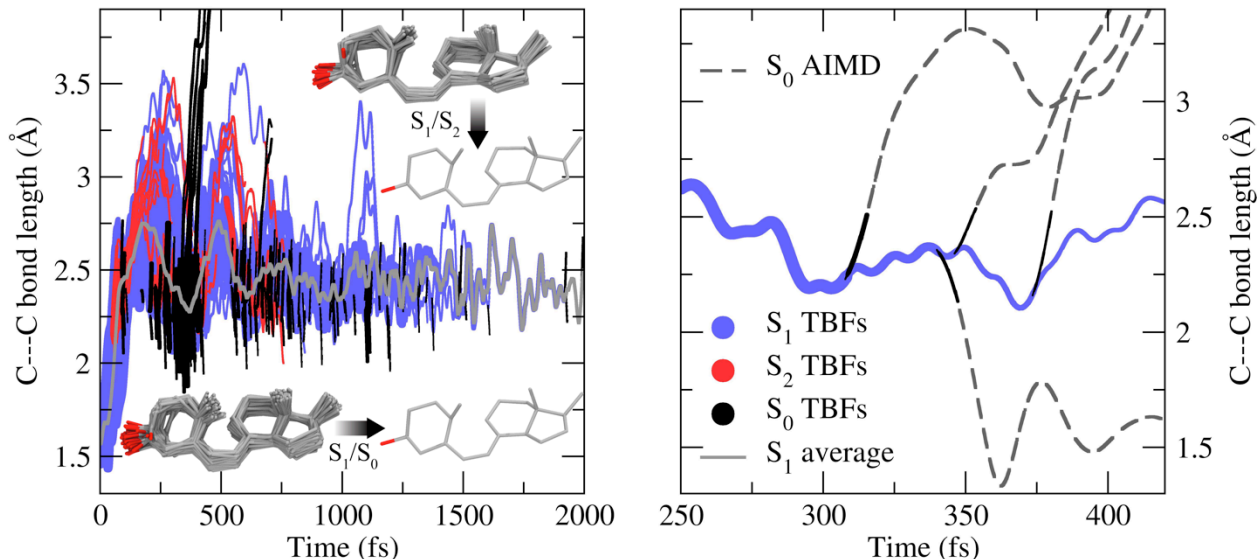 C---C bond length (Å)
3.5
3
2.5
2
1.5
0
500
1000
1500
2000
Time (fs)
S1/S2
S1/S0
S0 AIMD
S1 TBFs
S2 TBFs
S0 TBFs
S1 average
250
300
350
400
Time (fs)
3
2.5
2
1.5
C---C bond length (Å)